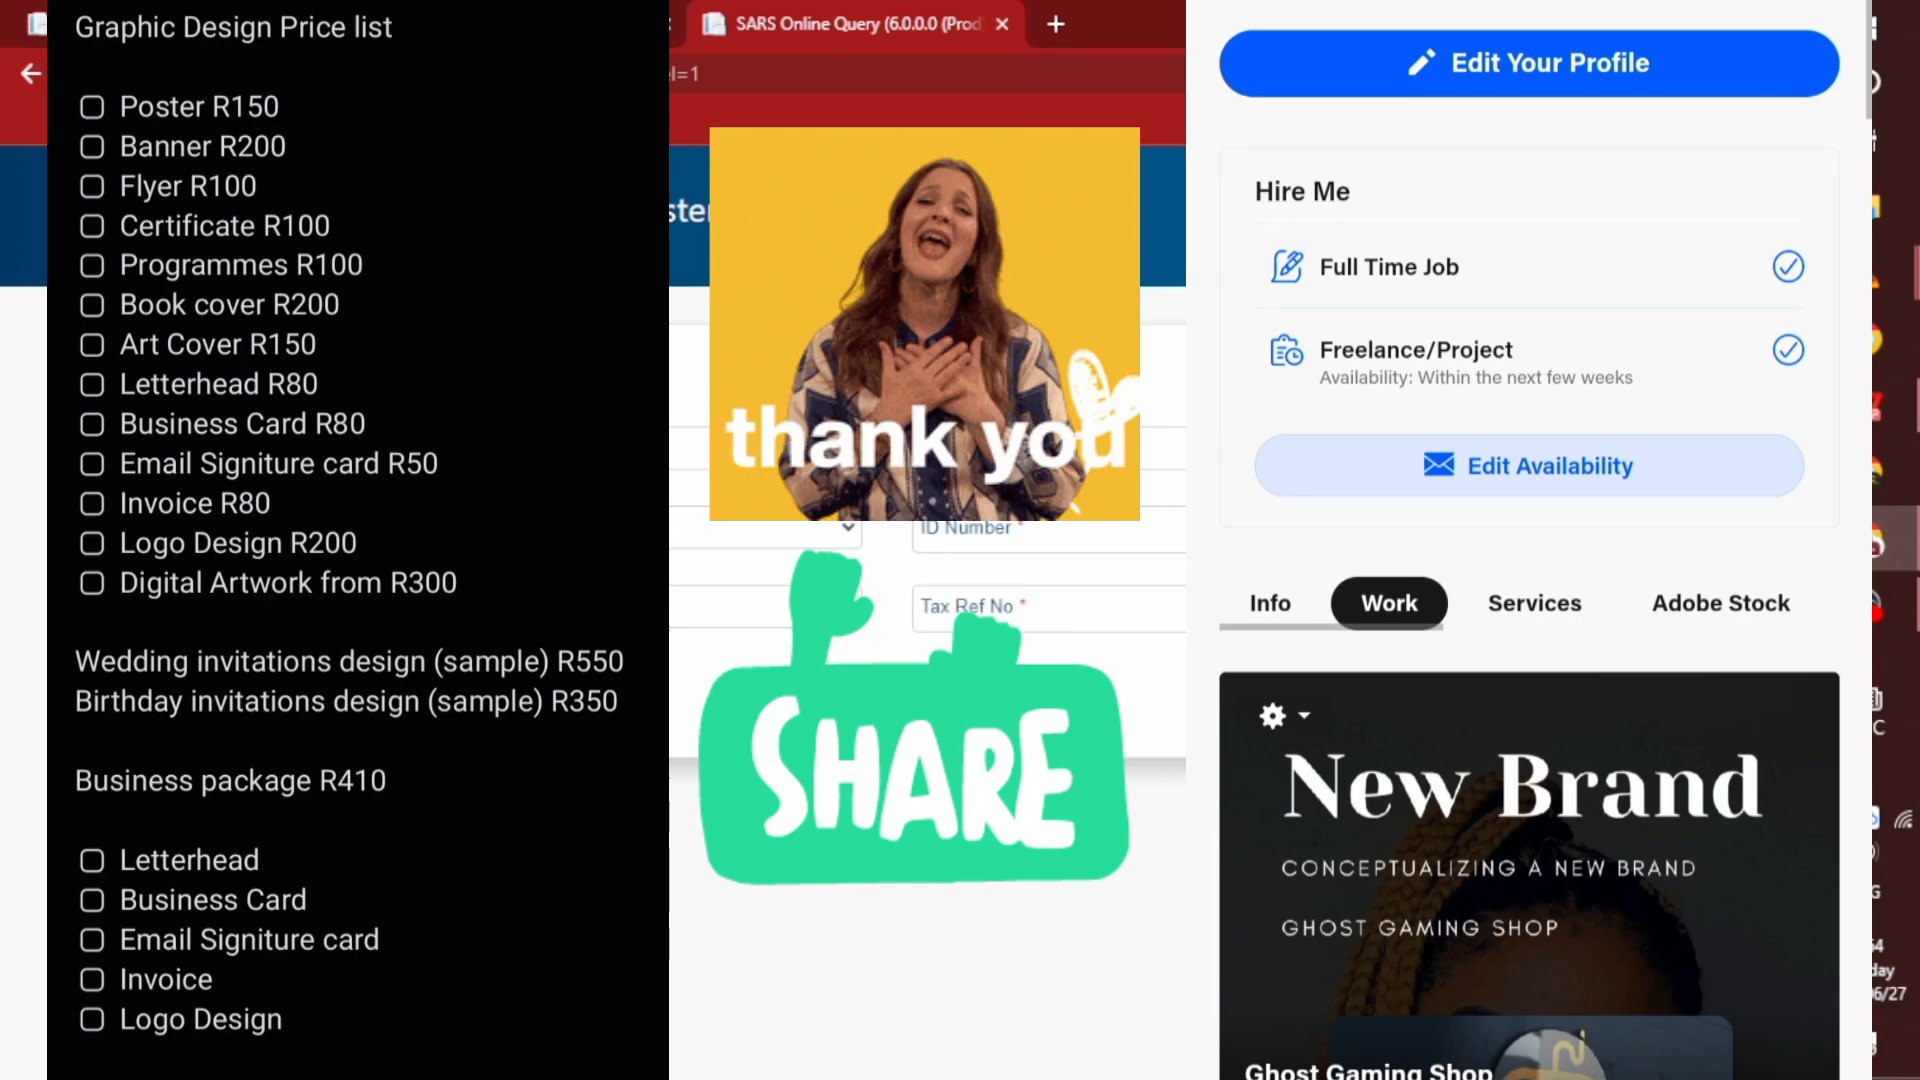 Graphic Design Price list
Poster R150
Banner R200
Flyer R100
Certificate R100
Programmes R100
Book cover R200
Art Cover R150
Letterhead R80
Business Card R80
Email Signiture card R50
Invoice R80
Logo Design R200
Digital Artwork from R300
Wedding invitations design (sample) R550
Birthday invitations design (sample) R350
Business package R410
Letterhead
Business Card
Email Signiture card
Invoice
Logo Design
SARS Online Query (6.0.0.0 (Prod
=1
thank you
ID Number *
Tax Ref No *
SHARE
Edit Your Profile
Hire Me
Full Time Job
Freelance/Project
Availability: Within the next few weeks
Edit Availability
Info Work Services Adobe Stock
New Brand
CONCEPTUALIZING A NEW BRAND
GHOST GAMING SHOP
Ghost Gaming Shop